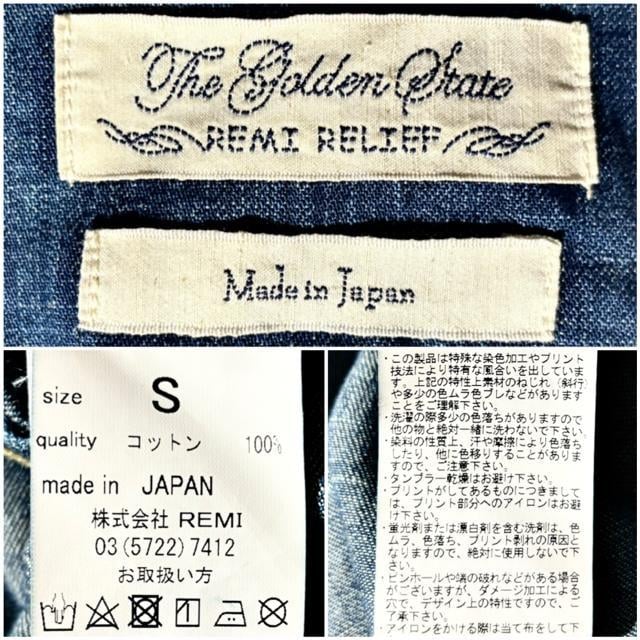 The Golden State
REMI RELIEF
Made in Japan
size S
quality コットン 100%
made in JAPAN
株式会社 REMI
03(5722)7412
お取扱い方
・この製品は特殊な染色加工やプリント
技法により特有な風合いを出していま
す。上記の特性上素材のねじれ(斜行)
や多少の色ムラ色ブレなどがあります
ことをご理解下さい。
・洗濯の際多少の色落ちがありますので
他の物と絶対一緒に洗わないで下さい。
・染料の性質上、汗や摩擦により色落ち
したり、他に色移りすることがありま
すので、ご注意下さい。
・タンブラー乾燥はお避け下さい。
・プリントがしてあるものにつきまして
は、プリント部分へのアイロンはお避
け下さい。
・蛍光剤または漂白剤を含む洗剤は、色
ムラ、色落ち、プリント剥れの原因と
なりますので、絶対に使用しないで下
さい。
・ピンホールや端の破れなどがある場合
がございますが、ダメージ加工による
穴で、デザイン上の特性ですので、ご
了承下さい。
・アイロンをかける際は当て布をして下